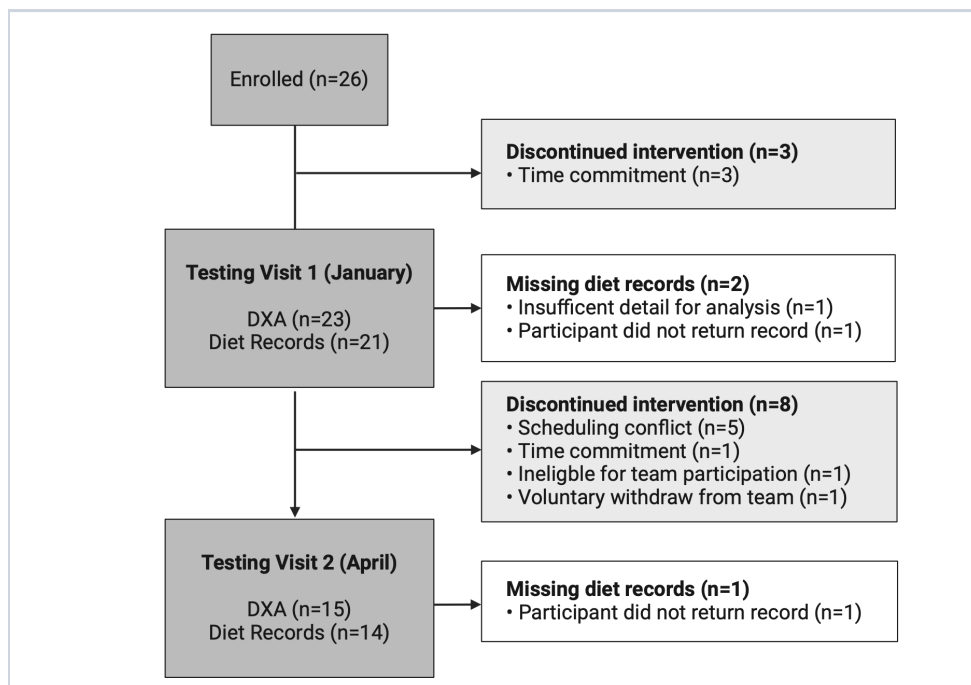 Enrolled (n=26)
Discontinued intervention (n=3)
• Time commitment (n=3)
Testing Visit 1 (January)
DXA (n=23)
Diet Records (n=21)
Missing diet records (n=2)
• Insufficent detail for analysis (n=1)
• Participant did not return record (n=1)
Discontinued intervention (n=8)
• Scheduling conflict (n=5)
• Time commitment (n=1)
• Ineligble for team participation (n=1)
• Voluntary withdraw from team (n=1)
Testing Visit 2 (April)
DXA (n=15)
Diet Records (n=14)
Missing diet records (n=1)
• Participant did not return record (n=1)